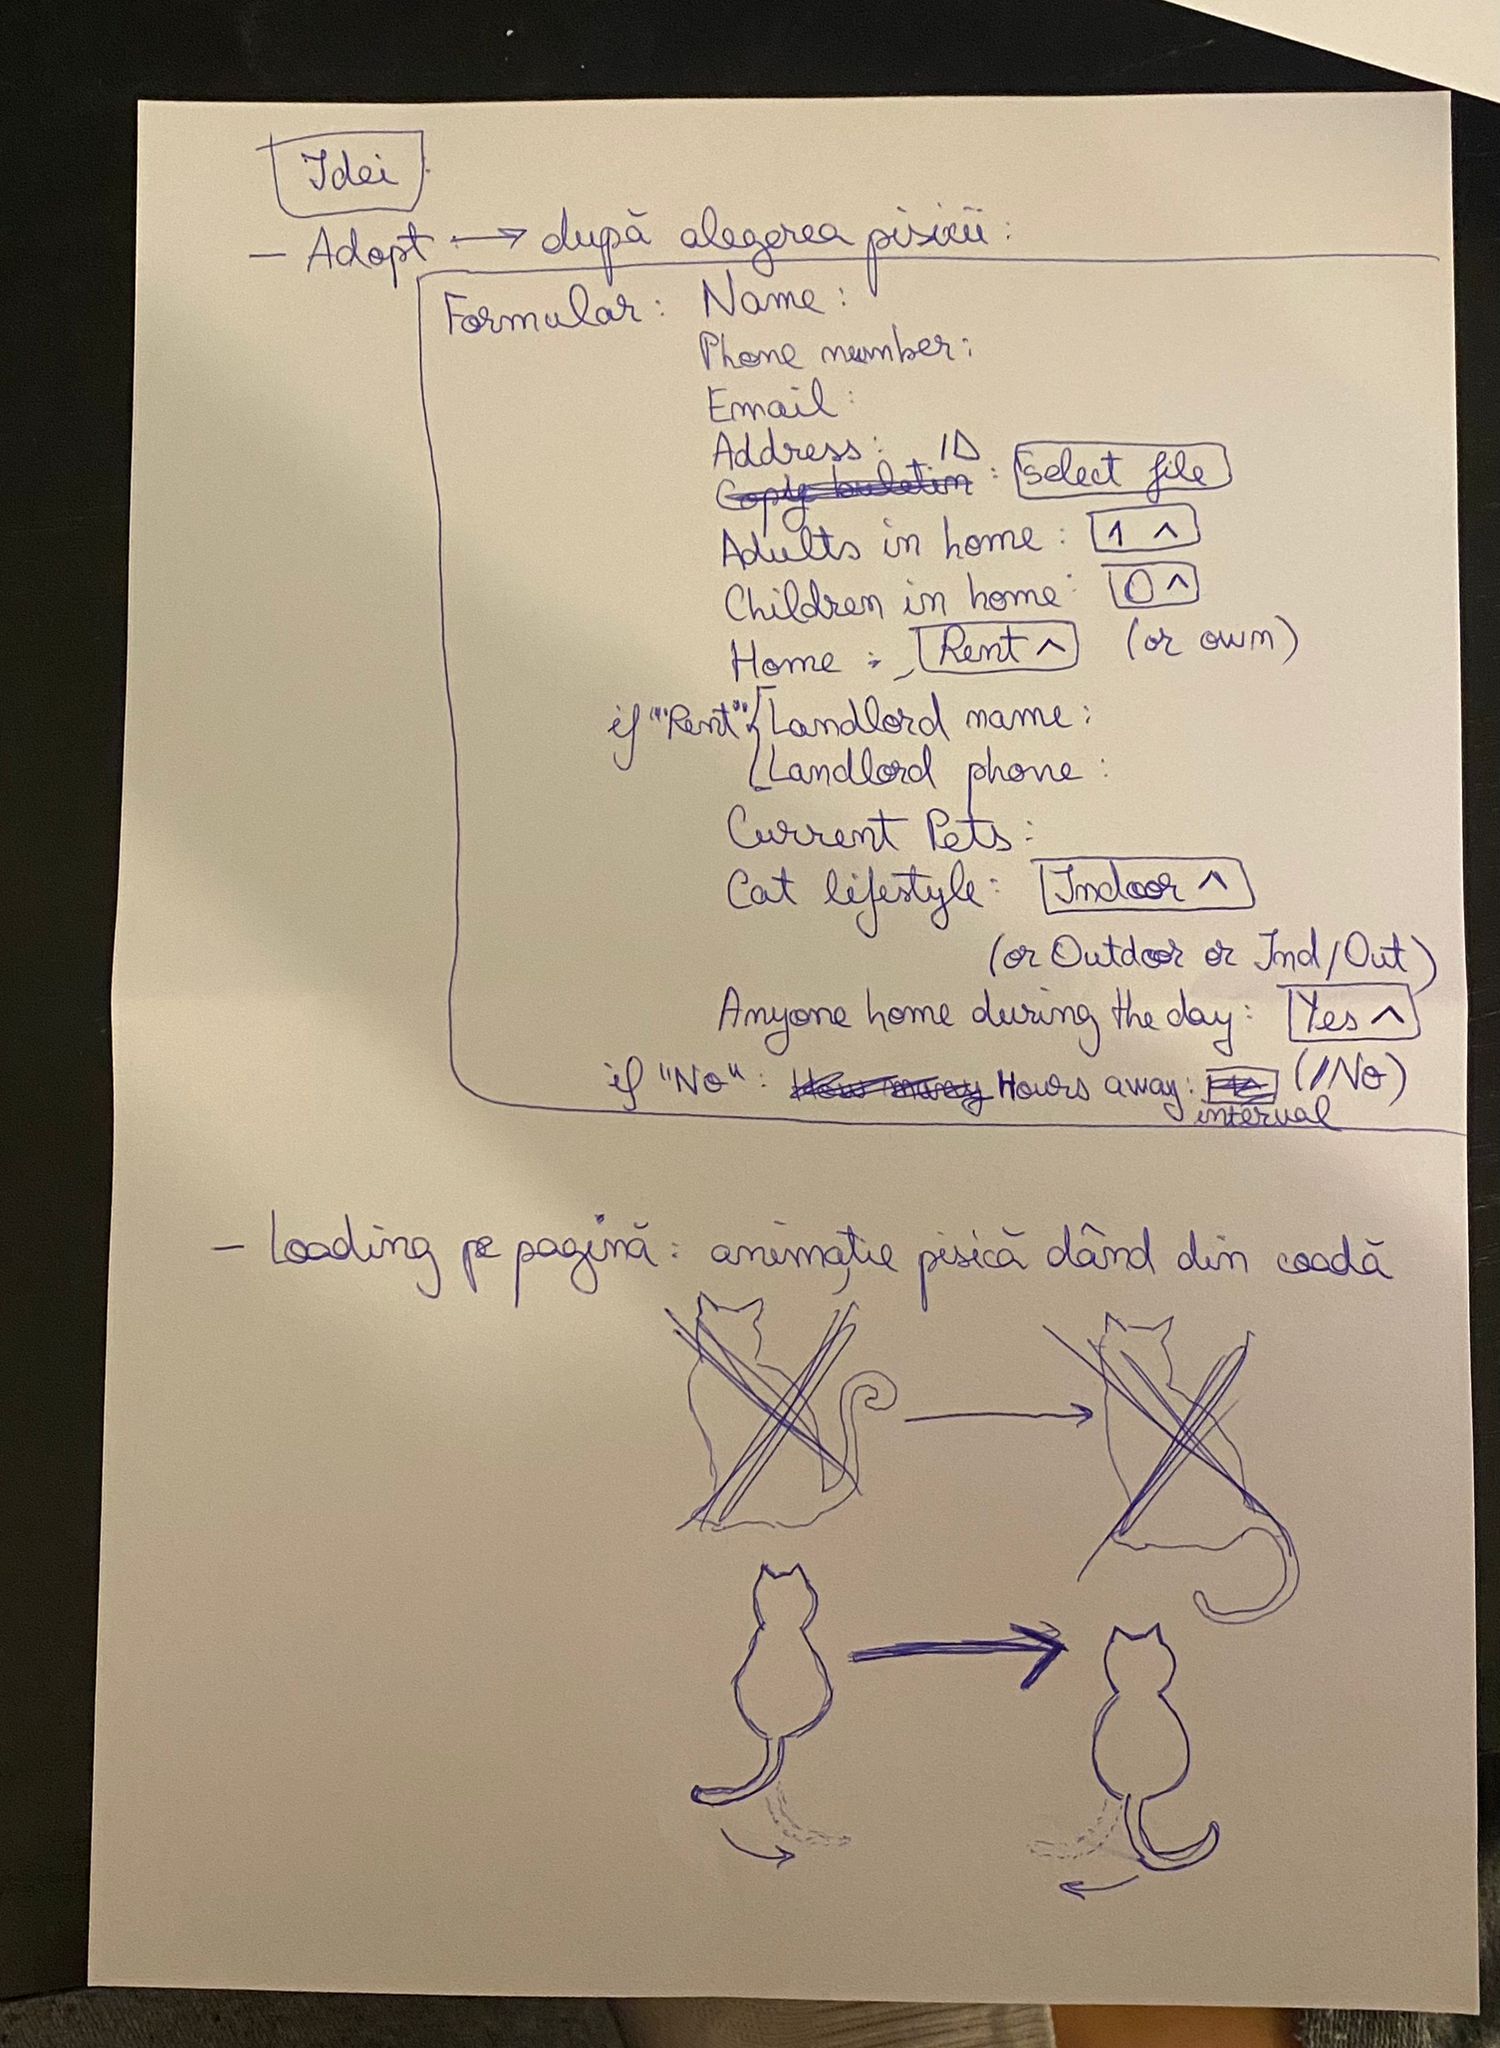 Idei
- Adopt → după alegerea pisicii:
Formular: Name:
Phone number:
Email:
Address:
ID
Copy buletin : Select file
Adults in home: 1 ^
Children in home: 0 ^
Home: Rent ^ (or own)
if "Rent" { Landlord name:
Landlord phone:
Current Pets:
Cat lifestyle: Indoor ^
(or Outdoor or Ind/Out)
Anyone home during the day: Yes ^
if "No": How many Hours away: (/No)
interval
- Loading pe pagină: animație pisică dând din coadă